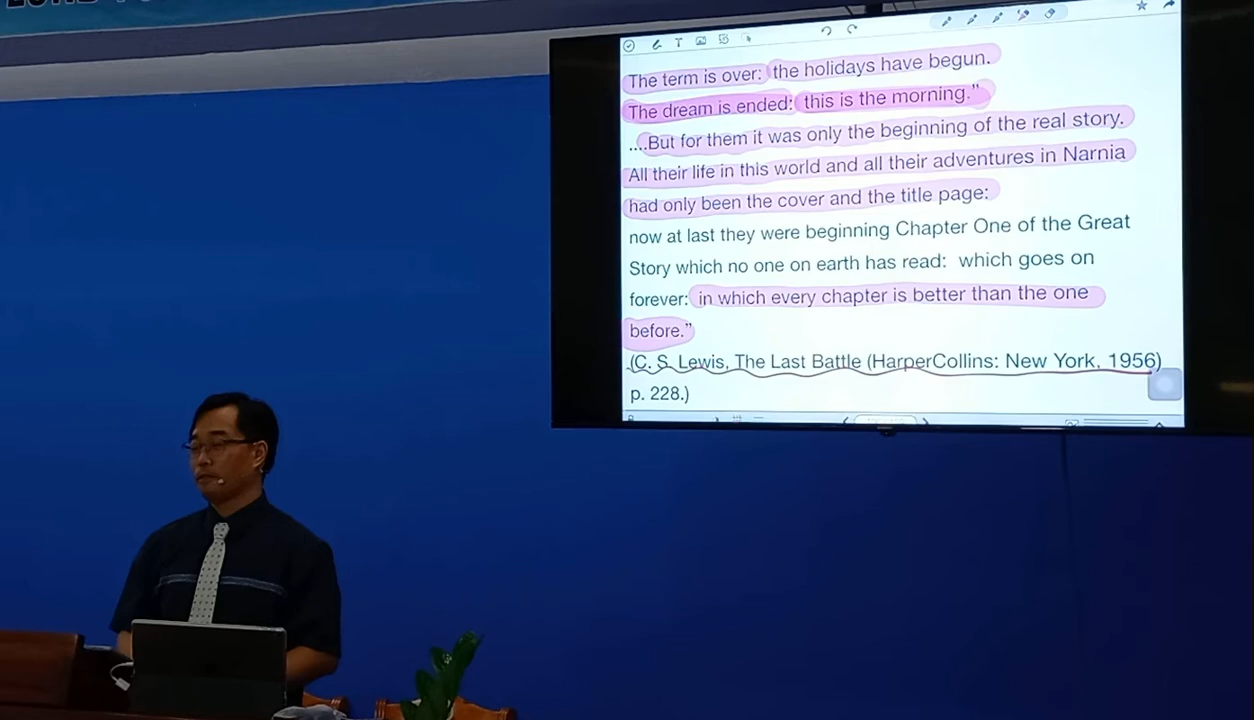 The term is over: the holidays have begun.
The dream is ended: this is the morning."
....But for them it was only the beginning of the real story.
All their life in this world and all their adventures in Narnia
had only been the cover and the title page:
now at last they were beginning Chapter One of the Great
Story which no one on earth has read: which goes on
forever: in which every chapter is better than the one
before."
(C. S. Lewis, The Last Battle (HarperCollins: New York, 1956)
p. 228.)